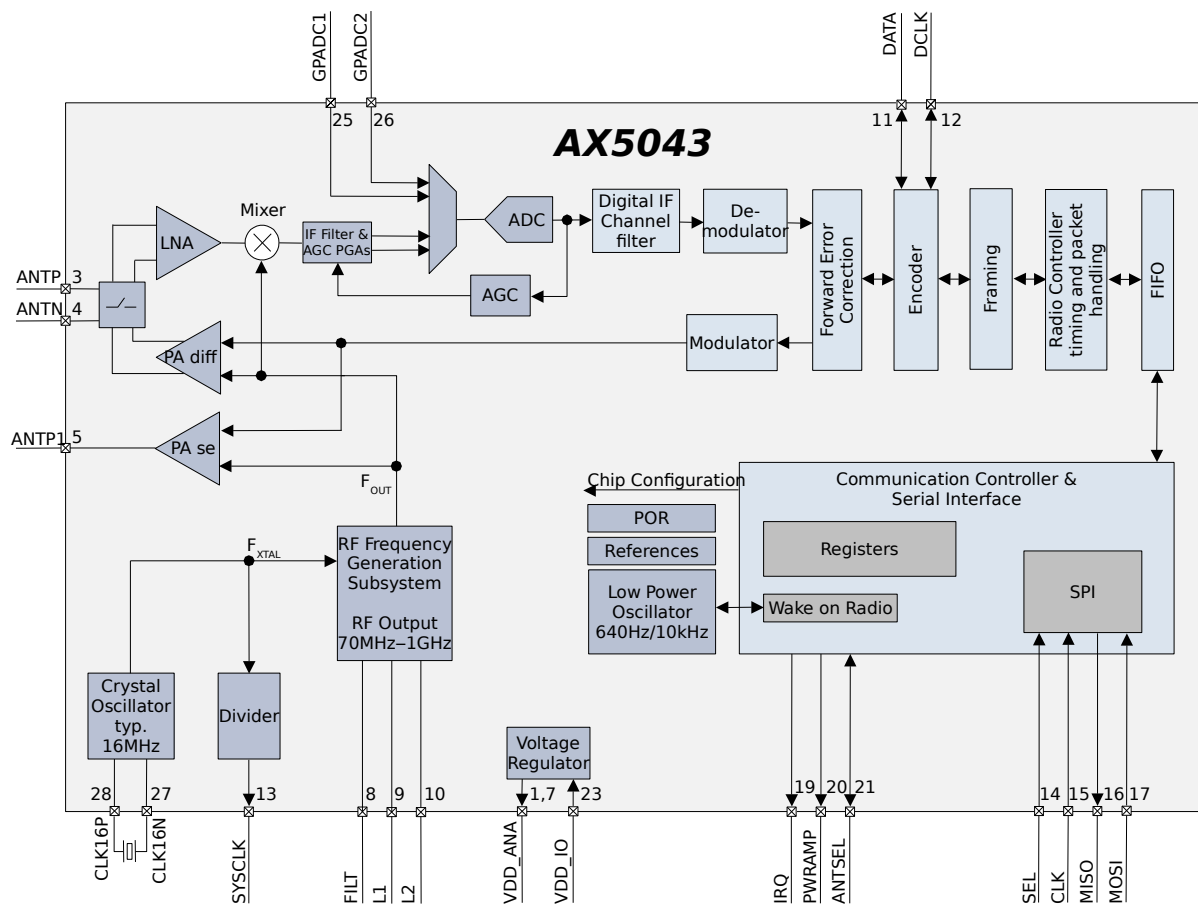 GPADC1
GPADC2
DATA
DCLK
25
26
11
12
AX5043
Mixer
LNA
IF Filter &
AGC PGAs
ADC
AGC
Digital IF
Channel
filter
De-
modulator
Forward Error
Correction
Encoder
Framing
Radio Controller
timing and packet
handling
FIFO
Modulator
ANTP
3
ANTN
4
PA diff
ANTP1
5
PA se
FOUT
FXTAL
RF Frequency
Generation
Subsystem
RF Output
70MHz–1GHz
Chip Configuration
POR
References
Low Power
Oscillator
640Hz/10kHz
Communication Controller &
Serial Interface
Registers
Wake on Radio
SPI
Crystal
Oscillator
typ.
16MHz
Divider
Voltage
Regulator
28
27
13
8
9
10
1,7
23
19
20
21
14
15
16
17
CLK16P
CLK16N
SYSCLK
FILT
L1
L2
VDD_ANA
VDD_IO
IRQ
PWRAMP
ANTSEL
SEL
CLK
MISO
MOSI